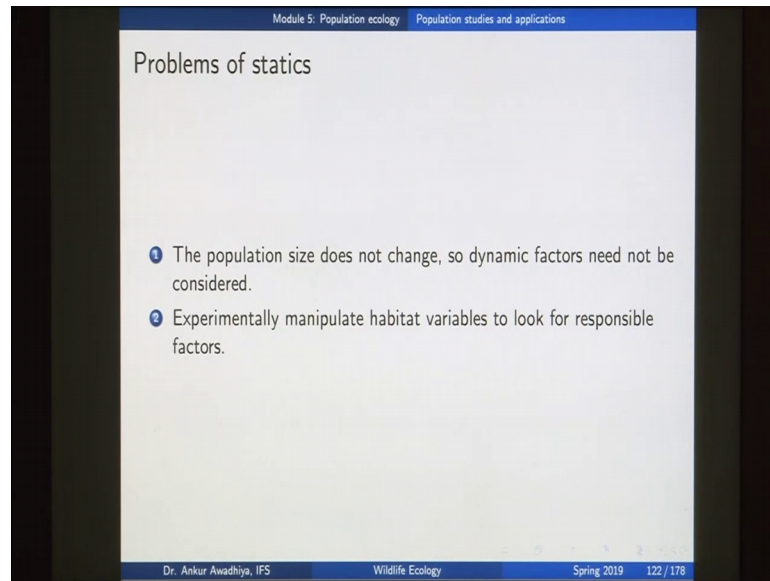 Module 5: Population ecology Population studies and applications
Problems of statics
1 The population size does not change, so dynamic factors need not be
considered.
2 Experimentally manipulate habitat variables to look for responsible
factors.
Dr. Ankur Awadhiya, IFS Wildlife Ecology Spring 2019 122 / 178